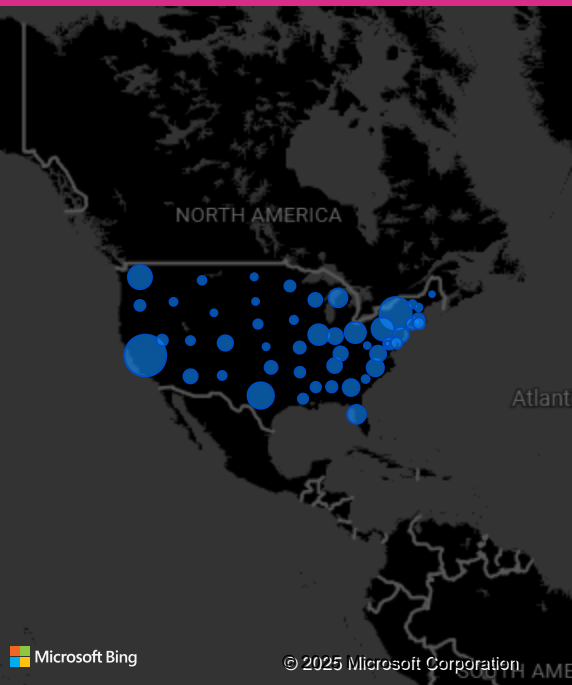 NORTH AMERICA
Atlant
Microsoft Bing
© 2025 Microsoft Corporation
SOUTH AME